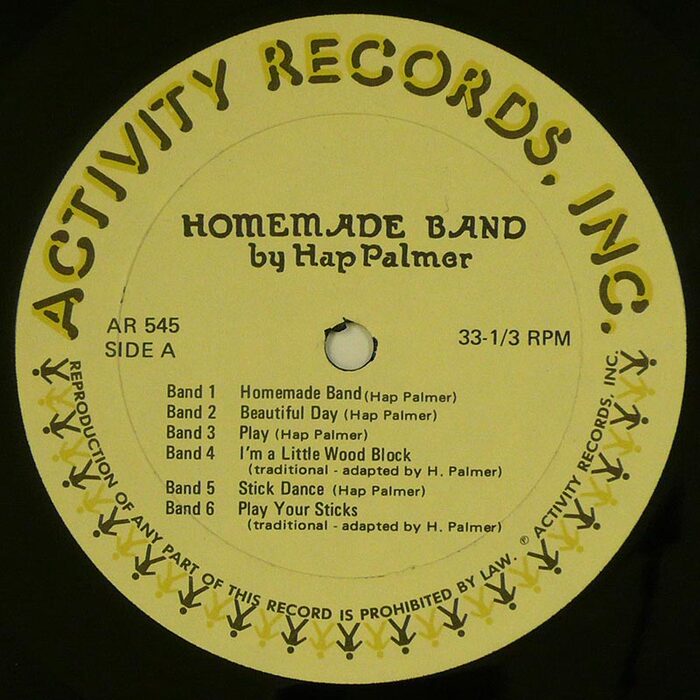 ACTIVITY RECORDS, INC.
HOMEMADE BAND
by Hap Palmer
AR 545
SIDE A
33-1/3 RPM
Band 1 Homemade Band (Hap Palmer)
Band 2 Beautiful Day (Hap Palmer)
Band 3 Play (Hap Palmer)
Band 4 I'm a Little Wood Block
(traditional - adapted by H. Palmer)
Band 5 Stick Dance (Hap Palmer)
Band 6 Play Your Sticks
(traditional - adapted by H. Palmer)
REPRODUCTION OF ANY PART OF THIS RECORD IS PROHIBITED BY LAW. ℗ ACTIVITY RECORDS, INC.